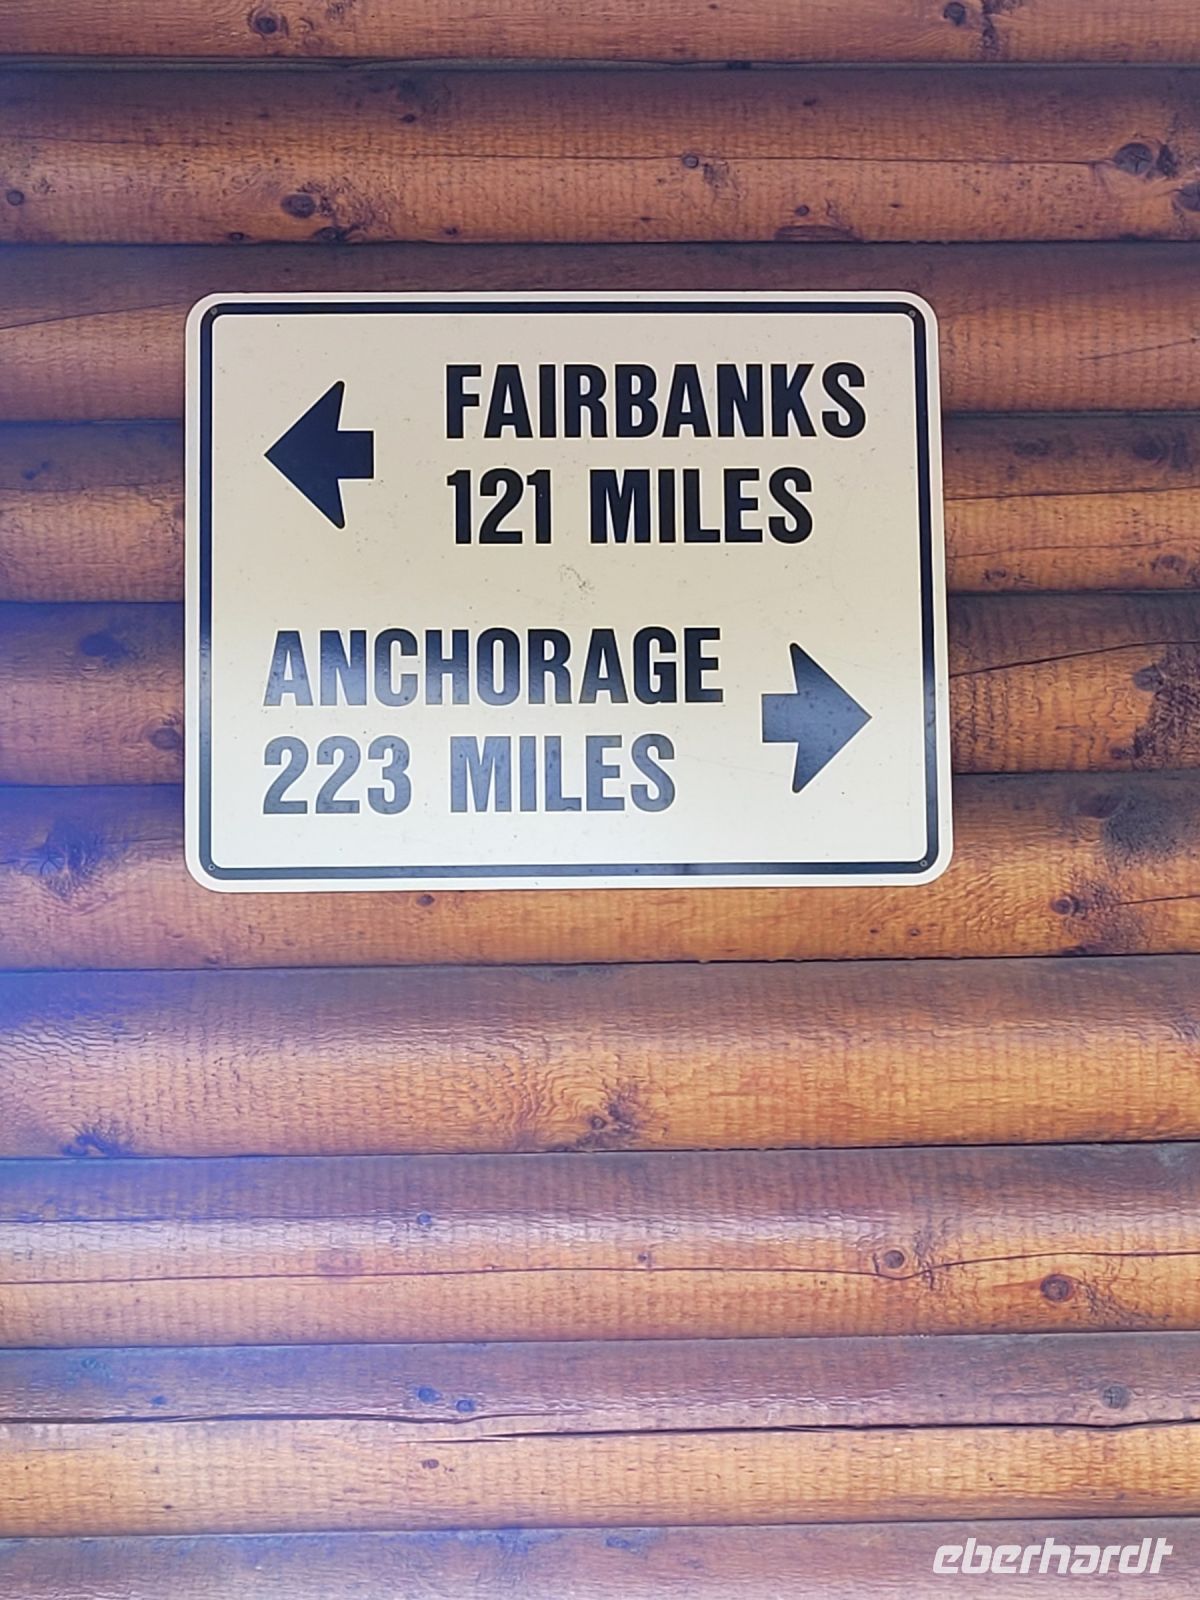 FAIRBANKS
121 MILES
ANCHORAGE
223 MILES
eberhardt